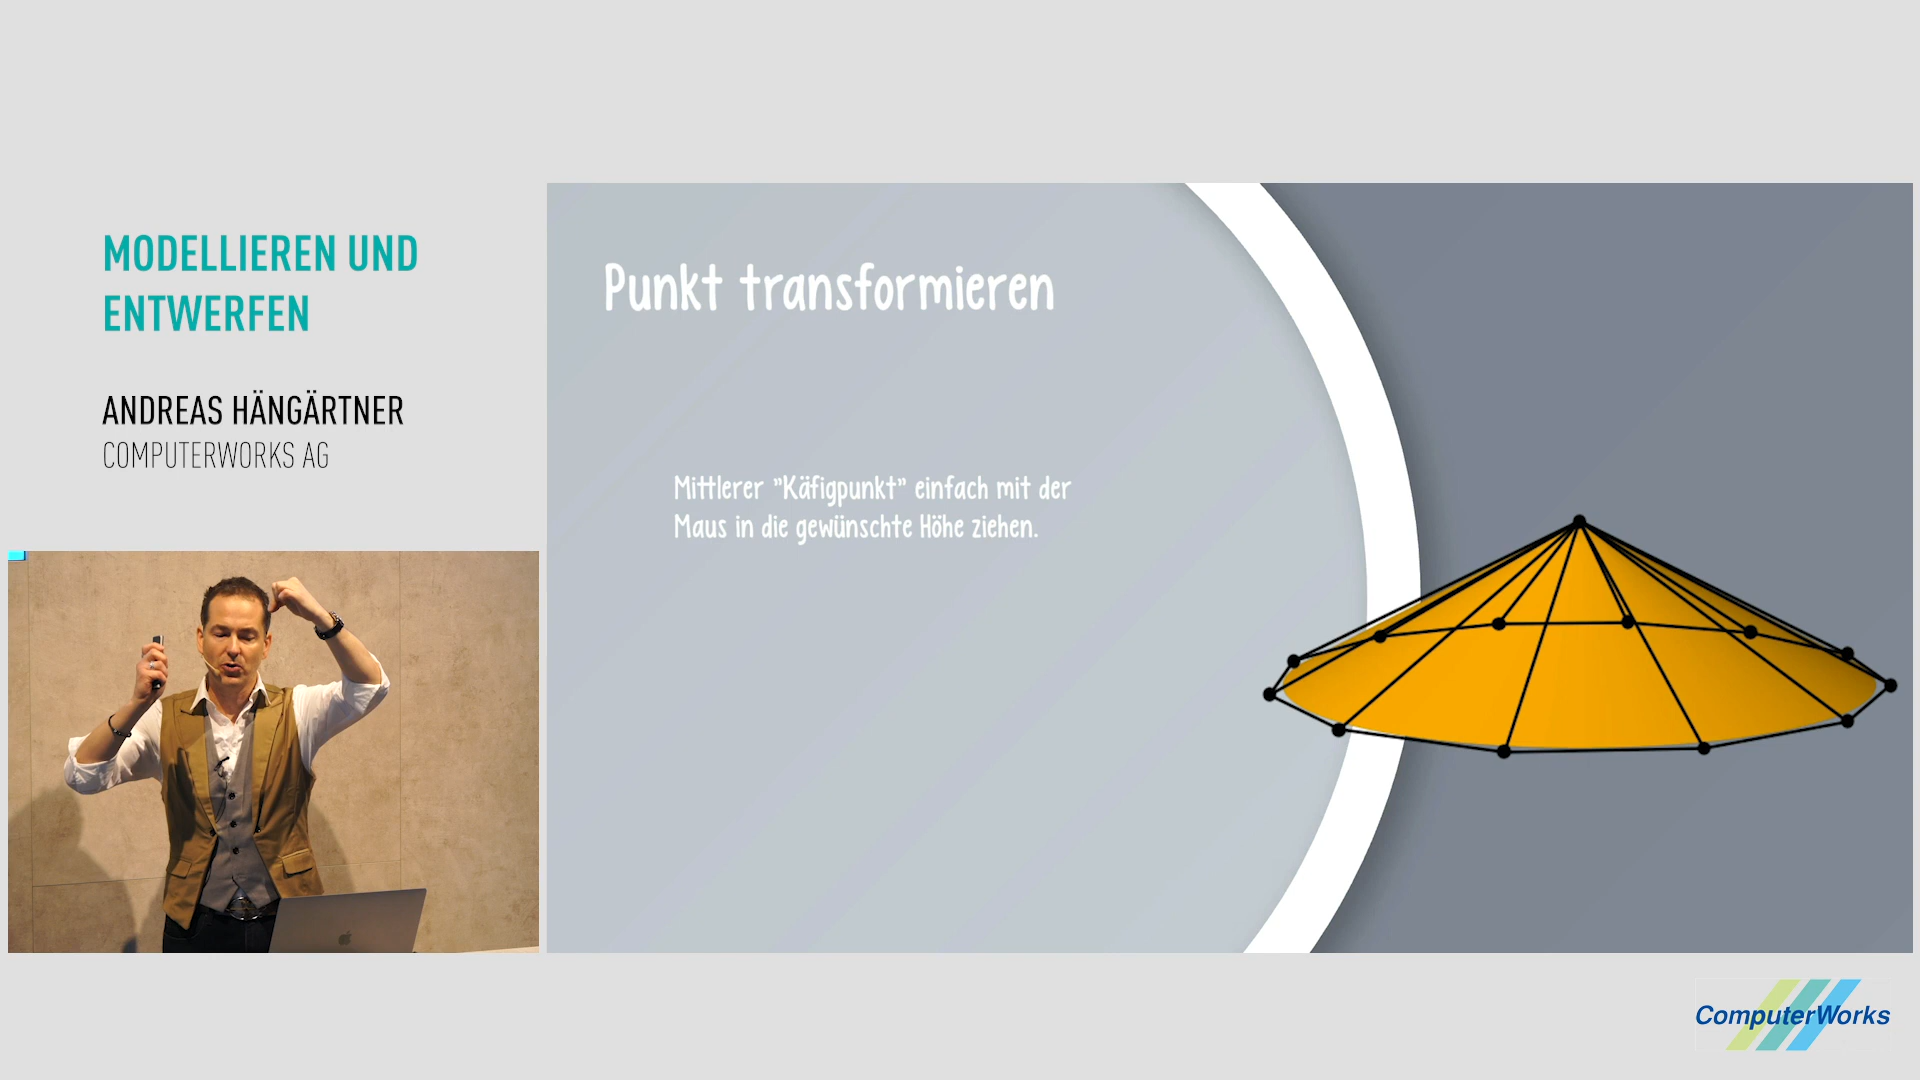 MODELLIEREN UND
ENTWERFEN
ANDREAS HÄNGÄRTNER
COMPUTERWORKS AG
Punkt transformieren
Mittlerer "Käfigpunkt" einfach mit der
Maus in die gewünschte Höhe ziehen.
ComputerWorks